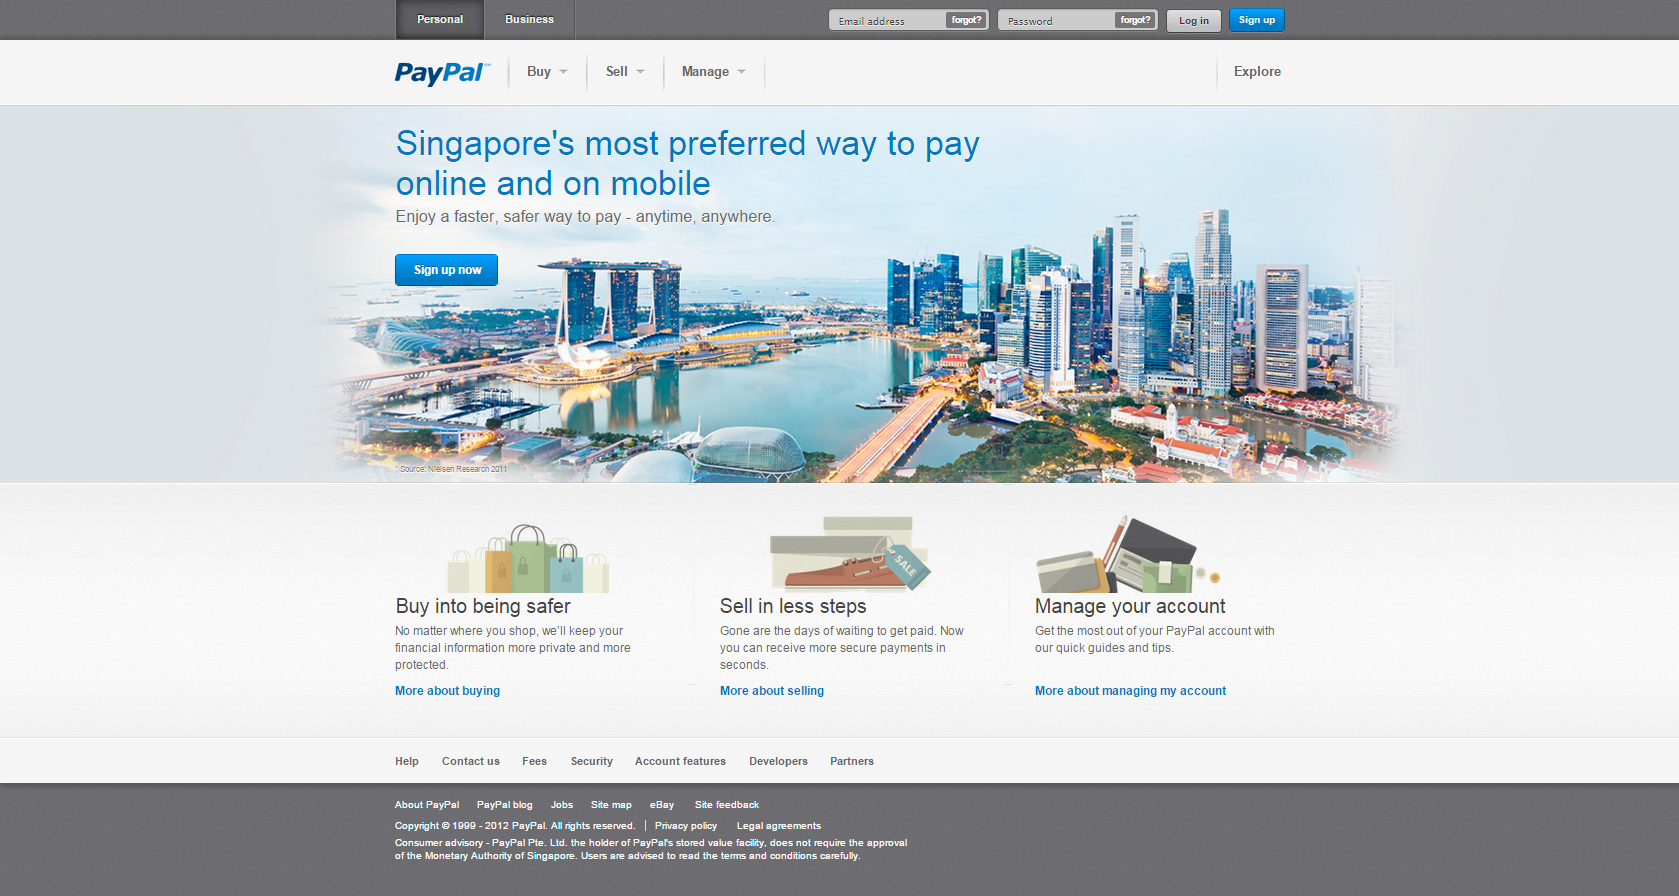 Personal
Business
Email address
forgot?
Password
forgot?
Log in
Sign up
PayPal™
Buy
Sell
Manage
Explore
Singapore's most preferred way to pay
online and on mobile
Enjoy a faster, safer way to pay - anytime, anywhere.
Sign up now
* Source: Nielsen Research 2011
SALE
Buy into being safer
No matter where you shop, we'll keep your
financial information more private and more
protected.
More about buying
Sell in less steps
Gone are the days of waiting to get paid. Now
you can receive more secure payments in
seconds.
More about selling
Manage your account
Get the most out of your PayPal account with
our quick guides and tips.
More about managing my account
Help
Contact us
Fees
Security
Account features
Developers
Partners
About PayPal
PayPal blog
Jobs
Site map
eBay
Site feedback
Copyright © 1999 - 2012 PayPal. All rights reserved.
Privacy policy
Legal agreements
Consumer advisory - PayPal Pte. Ltd. the holder of PayPal's stored value facility, does not require the approval
of the Monetary Authority of Singapore. Users are advised to read the terms and conditions carefully.